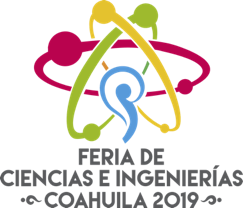 FERIA DE
CIENCIAS E INGENIERÍAS
COAHUILA 2019